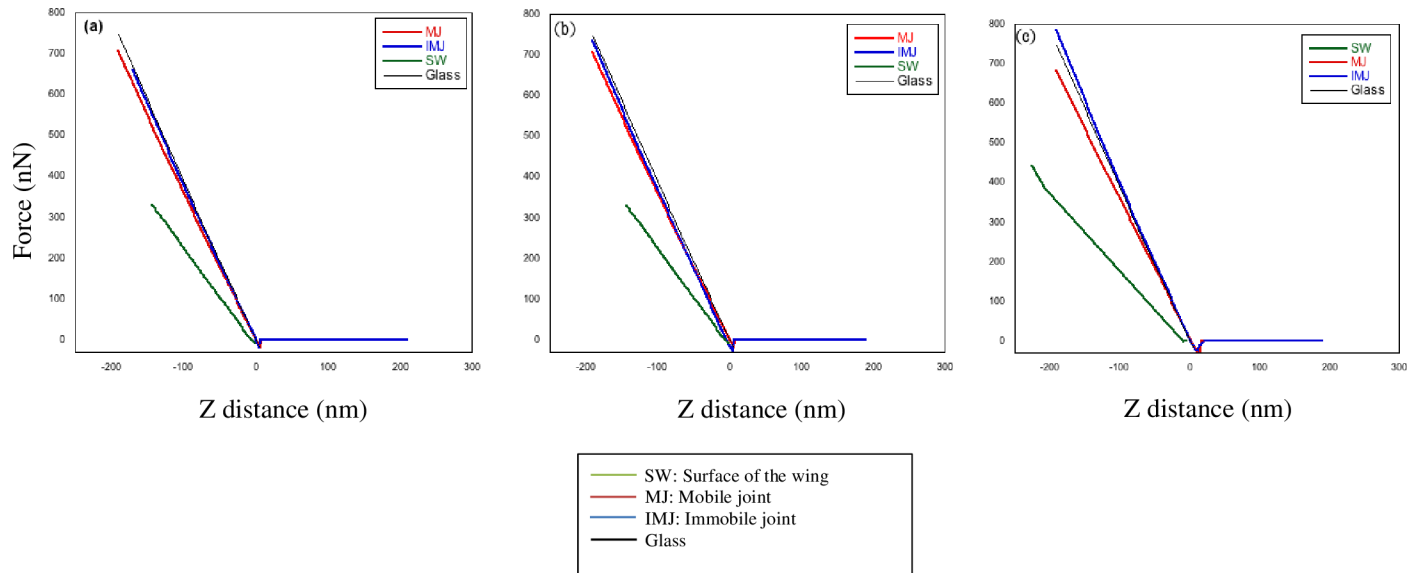 (a)
MJ
IMJ
SW
Glass
800
700
600
500
400
300
200
100
0
-200
-100
0
100
200
300
Force (nN)
Z distance (nm)
(b)
MJ
IMJ
SW
Glass
800
700
600
500
400
300
200
100
0
-200
-100
0
100
200
300
Z distance (nm)
(c)
SW
MJ
IMJ
Glass
800
700
600
500
400
300
200
100
0
-200
-100
0
100
200
300
Z distance (nm)
SW: Surface of the wing
MJ: Mobile joint
IMJ: Immobile joint
Glass